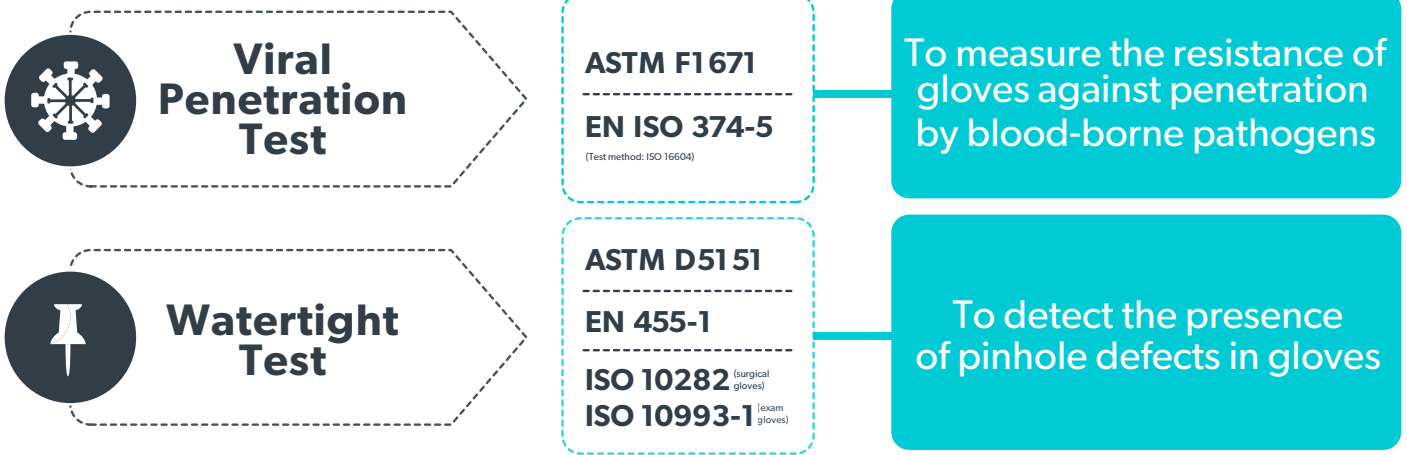 Viral
Penetration
Test
ASTM F1671
EN ISO 374-5
(Test method: ISO 16604)
To measure the resistance of
gloves against penetration
by blood-borne pathogens
Watertight
Test
ASTM D5151
EN 455-1
ISO 10282 (surgical
gloves)
ISO 10993-1 (exam
gloves)
To detect the presence
of pinhole defects in gloves